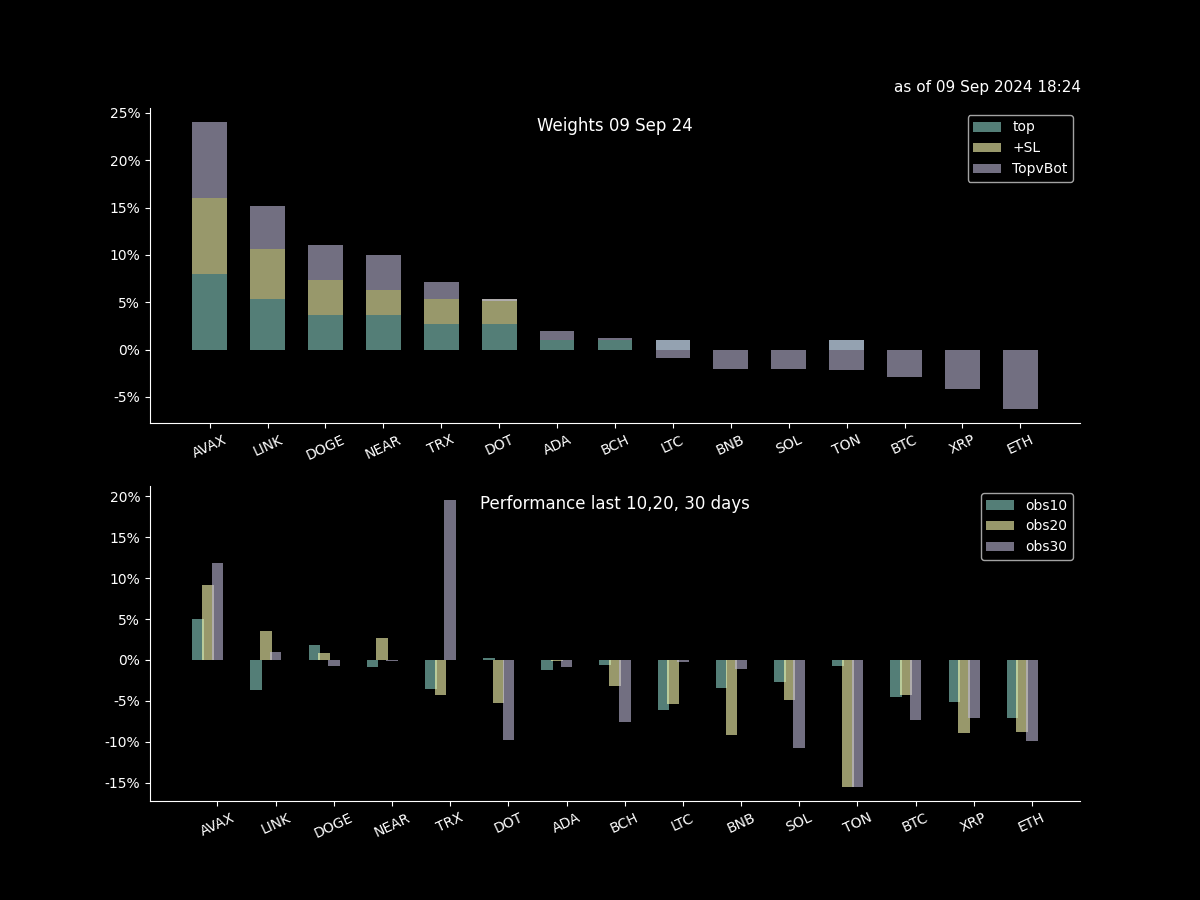 as of 09 Sep 2024 18:24
Weights 09 Sep 24
top
+SL
TopvBot
25%
20%
15%
10%
5%
0%
-5%
AVAX LINK DOGE NEAR TRX DOT ADA BCH LTC BNB SOL TON BTC XRP ETH
Performance last 10,20, 30 days
obs10
obs20
obs30
20%
15%
10%
5%
0%
-5%
-10%
-15%
AVAX LINK DOGE NEAR TRX DOT ADA BCH LTC BNB SOL TON BTC XRP ETH